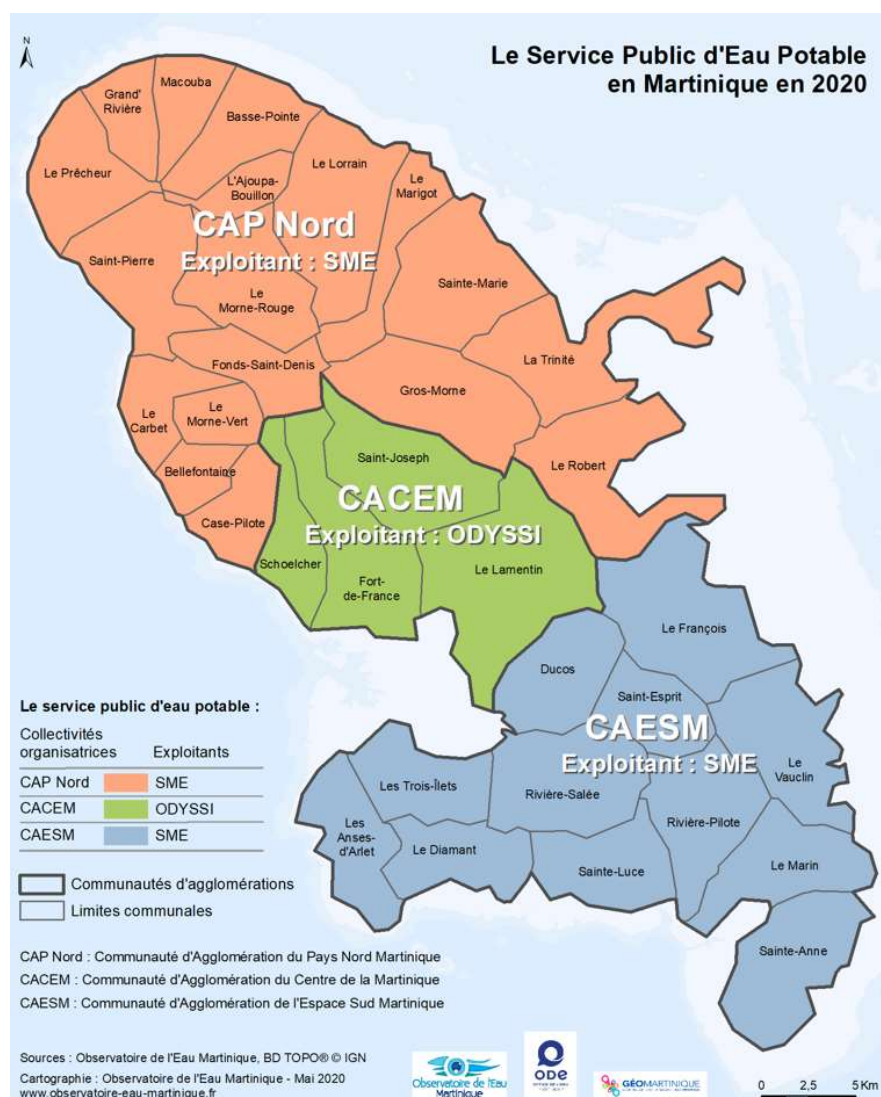 N
Le Service Public d'Eau Potable
en Martinique en 2020
Grand'
Rivière
Macouba
Basse-Pointe
Le Prêcheur
L'Ajoupa-
Bouillon
Le Lorrain
Le
Marigot
CAP Nord
Exploitant : SME
Saint-Pierre
Sainte-Marie
Le
Morne-Rouge
La Trinité
Fonds-Saint-Denis
Gros-Morne
Le
Carbet
Le
Morne-Vert
Saint-Joseph
Le Robert
Bellefontaine
CACEM
Exploitant : ODYSSI
Case-Pilote
Schoelcher
Fort-
de-France
Le Lamentin
Le François
Ducos
Saint-Esprit
CAESM
Exploitant : SME
Le
Vauclin
Les Trois-Îlets
Rivière-Salée
Les
Anses-
d'Arlet
Le Diamant
Rivière-Pilote
Sainte-Luce
Le Marin
Sainte-Anne
Le service public d'eau potable :
Collectivités
organisatrices Exploitants
CAP Nord SME
CACEM ODYSSI
CAESM SME
Communautés d'agglomérations
Limites communales
CAP Nord : Communauté d'Agglomération du Pays Nord Martinique
CACEM : Communauté d'Agglomération du Centre de la Martinique
CAESM : Communauté d'Agglomération de l'Espace Sud Martinique
Sources : Observatoire de l'Eau Martinique, BD TOPO® © IGN
Cartographie : Observatoire de l'Eau Martinique - Mai 2020
www.observatoire-eau-martinique.fr
Observatoire de l'Eau
Martinique
ODE
GÉOMARTINIQUE
0 2,5 5 Km